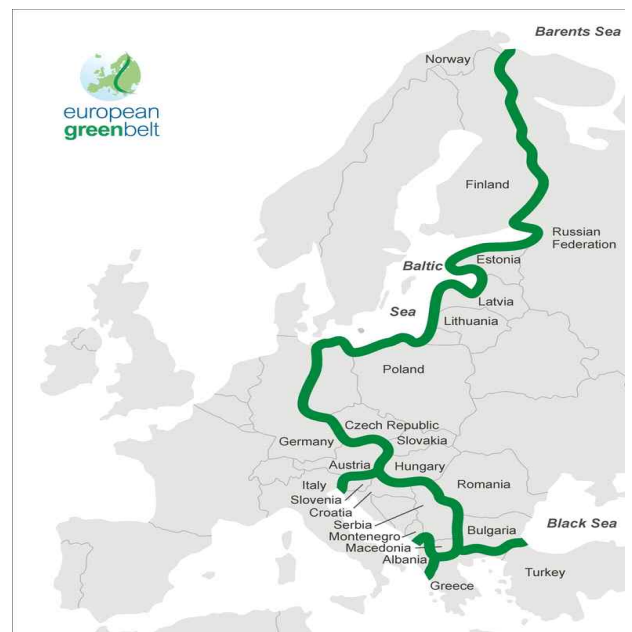 Barents Sea
Norway
european
greenbelt
Finland
Russian
Federation
Estonia
Baltic
Sea
Latvia
Lithuania
Poland
Czech Republic
Slovakia
Germany
Austria
Hungary
Italy
Romania
Slovenia
Croatia
Serbia
Black Sea
Bulgaria
Montenegro
Macedonia
Albania
Turkey
Greece